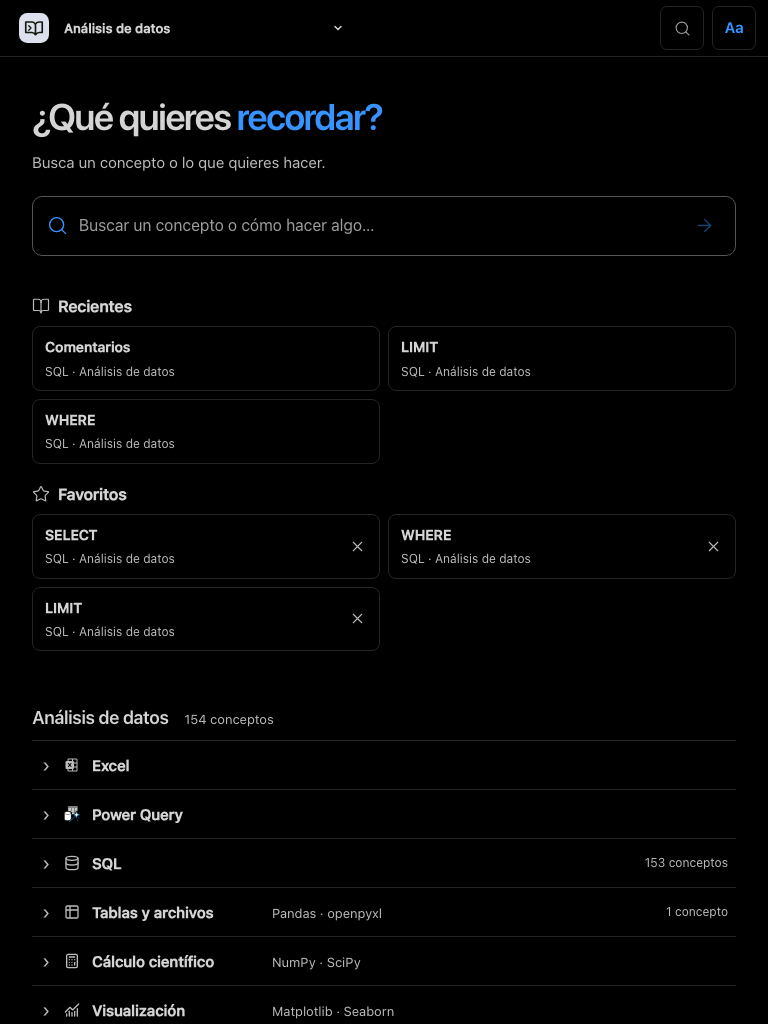 Análisis de datos
Aa
¿Qué quieres recordar?
Busca un concepto o lo que quieres hacer.
Buscar un concepto o cómo hacer algo...
Recientes
Comentarios
SQL · Análisis de datos
LIMIT
SQL · Análisis de datos
WHERE
SQL · Análisis de datos
Favoritos
SELECT
SQL · Análisis de datos
WHERE
SQL · Análisis de datos
LIMIT
SQL · Análisis de datos
Análisis de datos 154 conceptos
Excel
Power Query
SQL 153 conceptos
Tablas y archivos Pandas · openpyxl 1 concepto
Cálculo científico NumPy · SciPy
Visualización Matplotlib · Seaborn